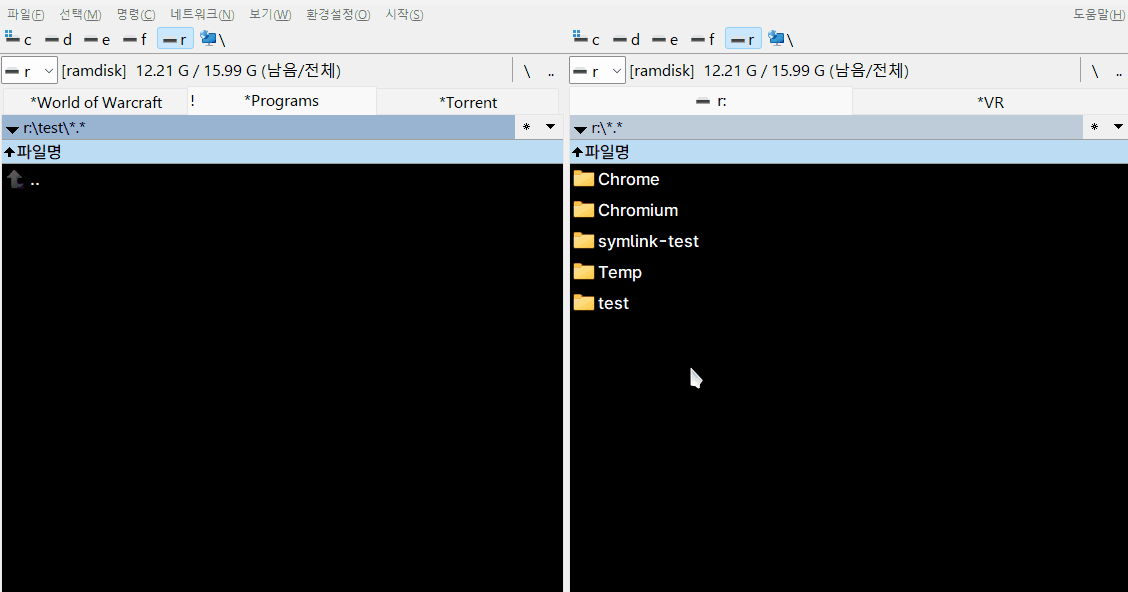 파일(F) 선택(M) 명령(C) 네트워크(N) 보기(W) 환경설정(O) 시작(S) 도움말(H)
c d e f r \ c d e f r \
r [ramdisk] 12.21 G / 15.99 G (남음/전체) \ .. r [ramdisk] 12.21 G / 15.99 G (남음/전체) \ ..
*World of Warcraft ! *Programs *Torrent r: *VR
r:\test\*.* * r:\*.* *
파일명 파일명
.. Chrome
Chromium
symlink-test
Temp
test